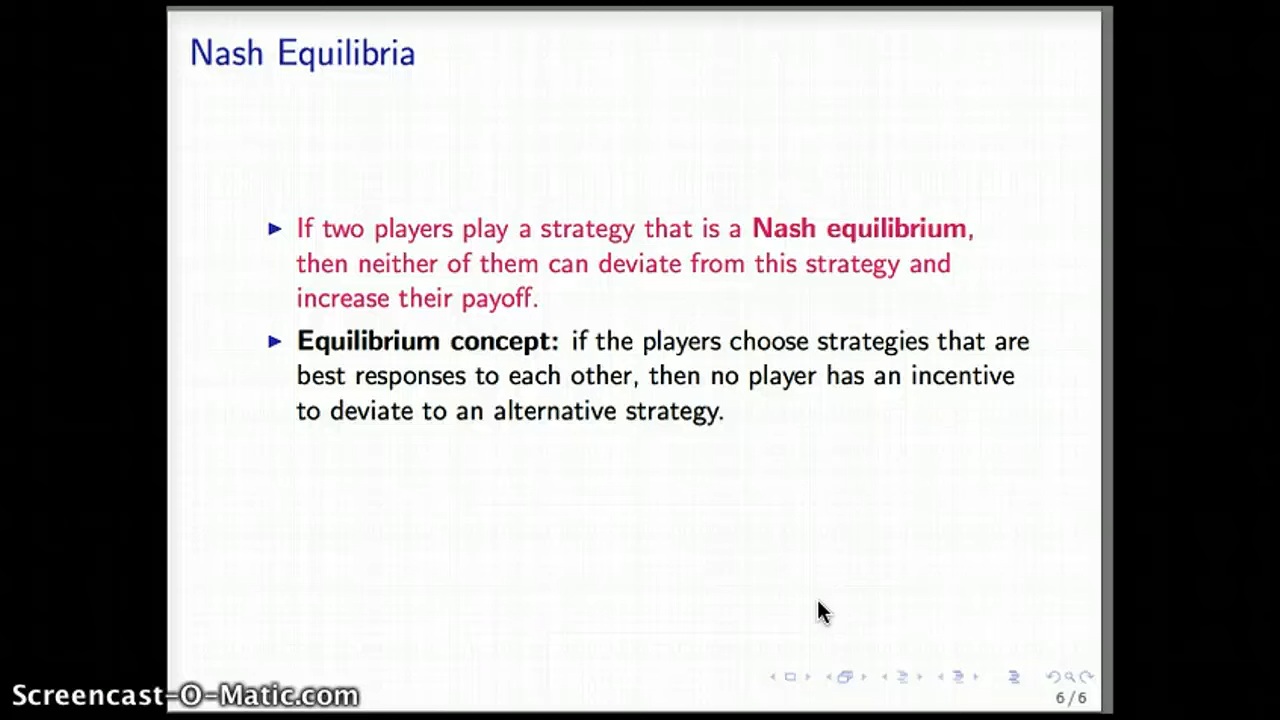 Nash Equilibria
If two players play a strategy that is a Nash equilibrium,
then neither of them can deviate from this strategy and
increase their payoff.
Equilibrium concept: if the players choose strategies that are
best responses to each other, then no player has an incentive
to deviate to an alternative strategy.
6/6
Screencast-O-Matic.com